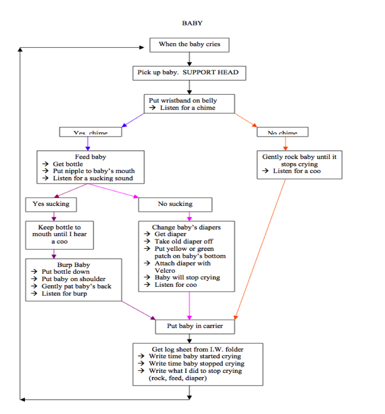 BABY
When the baby cries
Pick up baby. SUPPORT HEAD
Put wristband on belly
→ Listen for a chime
Yes, chime
No chime
Feed baby
→ Get bottle
→ Put nipple to baby's mouth
→ Listen for a sucking sound
Gently rock baby until it
stops crying
→ Listen for a coo
Yes sucking
No sucking
Keep bottle to
mouth until I hear
a coo
Change baby's diapers
→ Get diaper
→ Take old diaper off
→ Put yellow or green
patch on baby's bottom
→ Attach diaper with
Velcro
→ Baby will stop crying
→ Listen for coo
Burp Baby
→ Put bottle down
→ Put baby on shoulder
→ Gently pat baby's back
→ Listen for burp
Put baby in carrier
Get log sheet from I.W. folder
→ Write time baby started crying
→ Write time baby stopped crying
→ Write what I did to stop crying
(rock, feed, diaper)